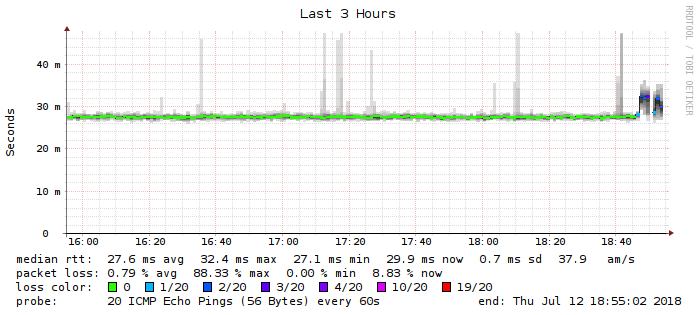 Last 3 Hours
RRDTOOL / TOBI OETIKER
Seconds
40 m
30 m
20 m
10 m
0
16:00 16:20 16:40 17:00 17:20 17:40 18:00 18:20 18:40
median rtt: 27.6 ms avg 32.4 ms max 27.1 ms min 29.9 ms now 0.7 ms sd 37.9 am/s
packet loss: 0.79 % avg 88.33 % max 0.00 % min 8.83 % now
loss color: 0 1/20 2/20 3/20 4/20 10/20 19/20
probe: 20 ICMP Echo Pings (56 Bytes) every 60s end: Thu Jul 12 18:55:02 2018